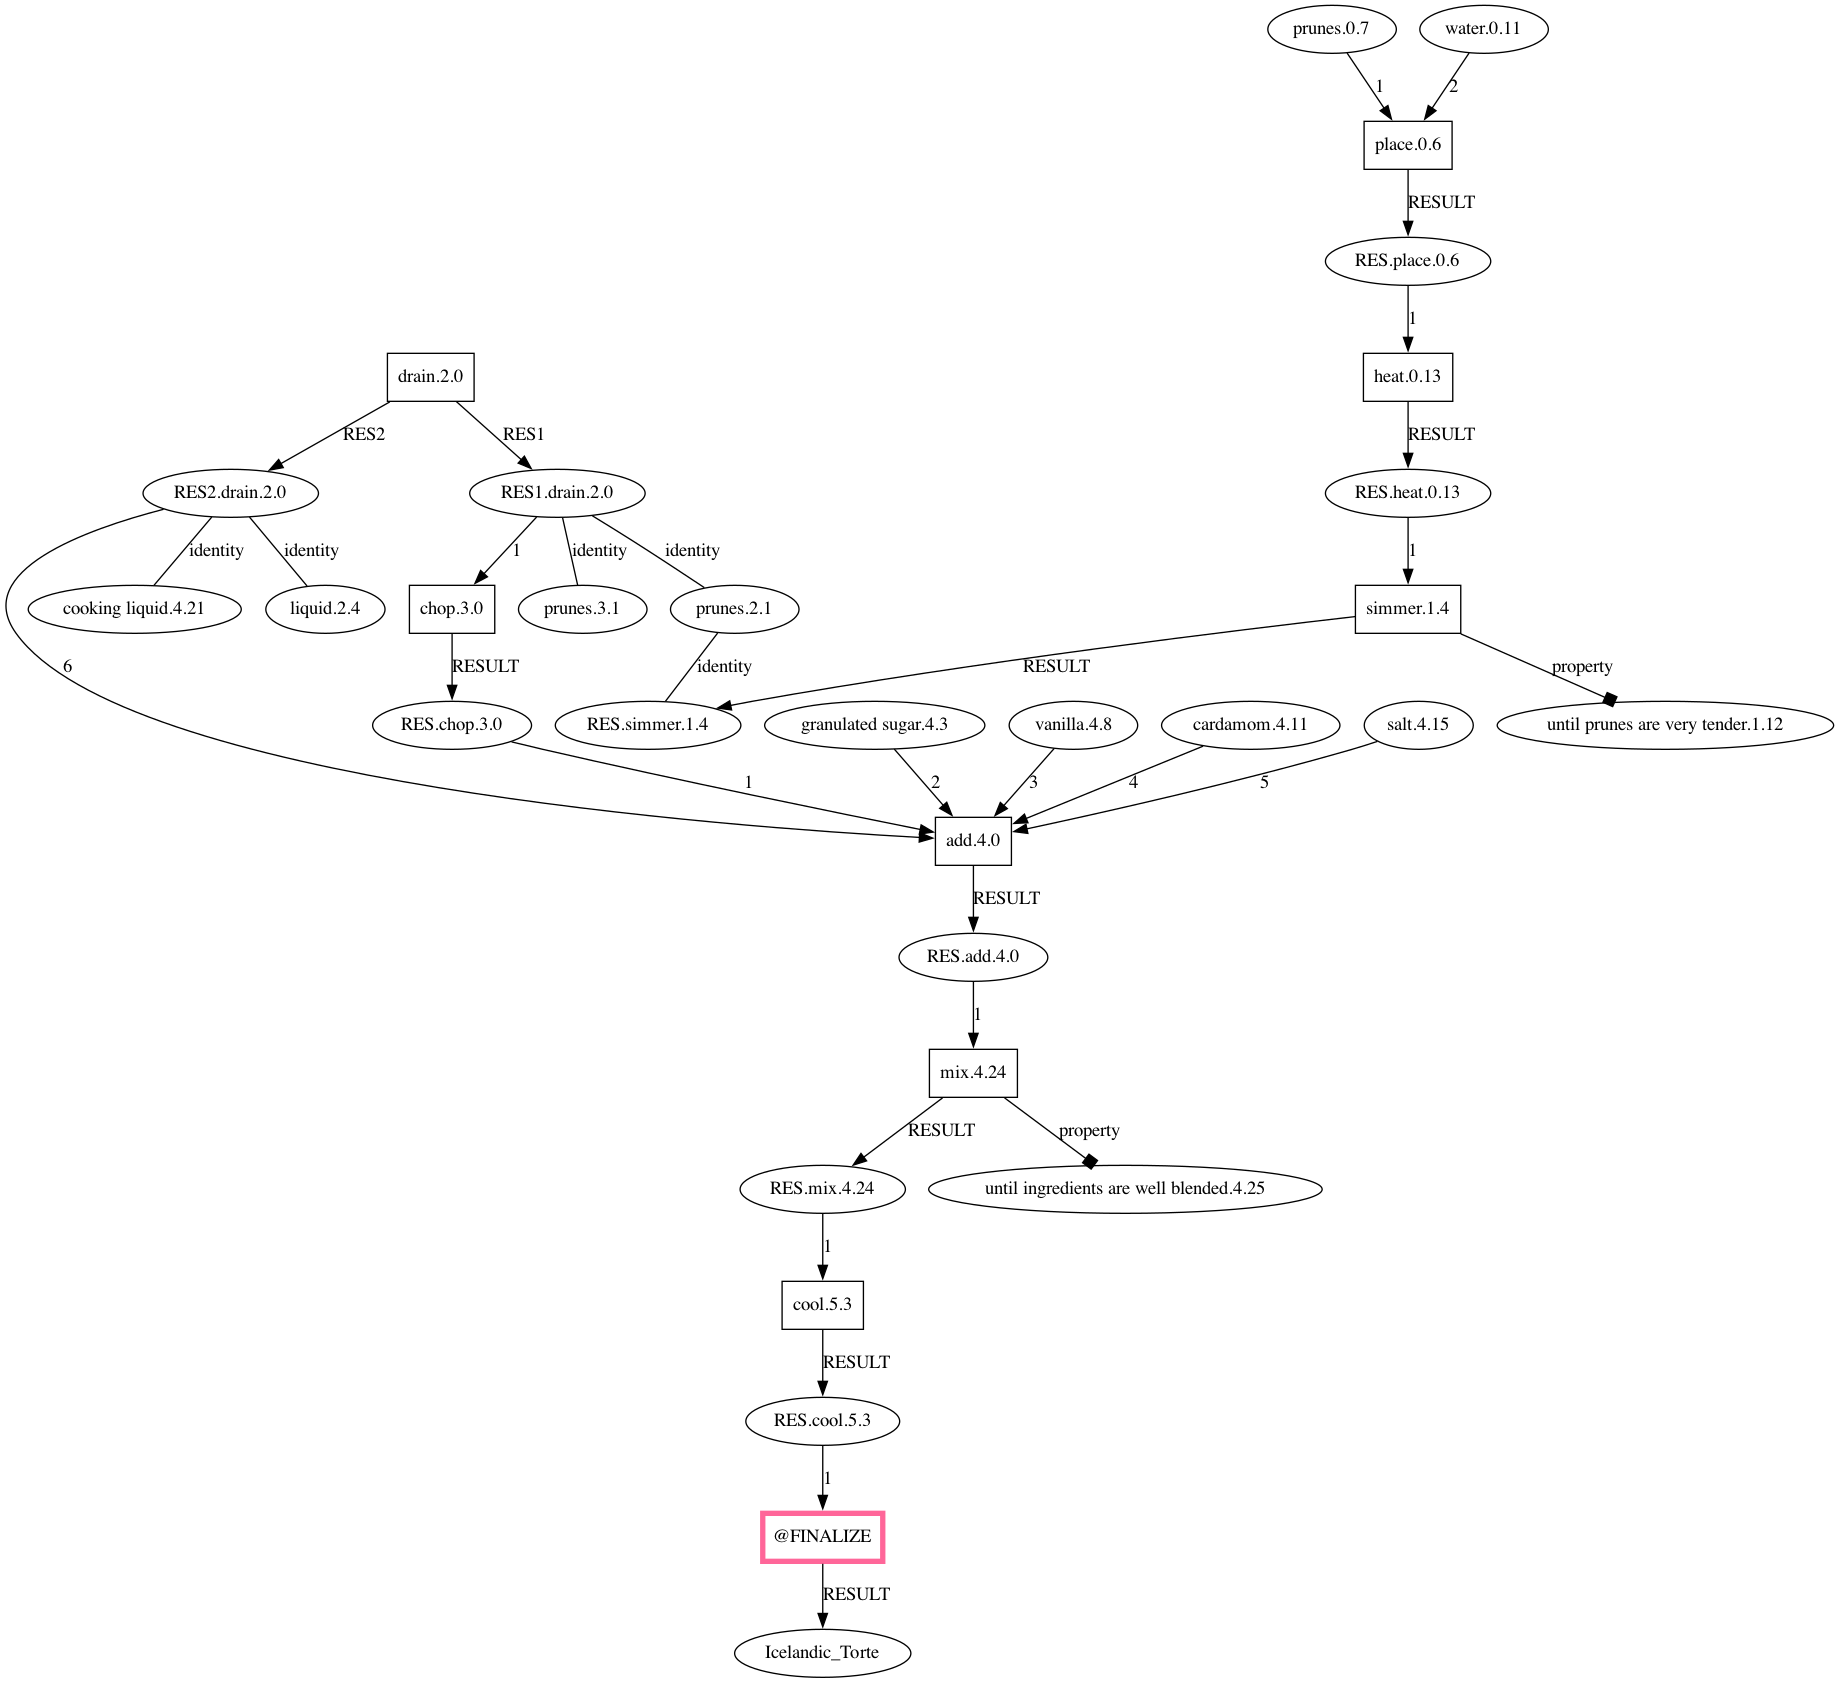 prunes.0.7
water.0.11
1
2
place.0.6
RESULT
RES.place.0.6
1
drain.2.0
heat.0.13
RES2
RES1
RESULT
RES2.drain.2.0
RES1.drain.2.0
RES.heat.0.13
identity
identity
1
identity
identity
1
cooking liquid.4.21
liquid.2.4
chop.3.0
prunes.3.1
prunes.2.1
simmer.1.4
6
RESULT
identity
RESULT
property
RES.chop.3.0
RES.simmer.1.4
granulated sugar.4.3
vanilla.4.8
cardamom.4.11
salt.4.15
until prunes are very tender.1.12
1
2
3
4
5
add.4.0
RESULT
RES.add.4.0
1
mix.4.24
RESULT
property
RES.mix.4.24
until ingredients are well blended.4.25
1
cool.5.3
RESULT
RES.cool.5.3
1
@FINALIZE
RESULT
Icelandic_Torte